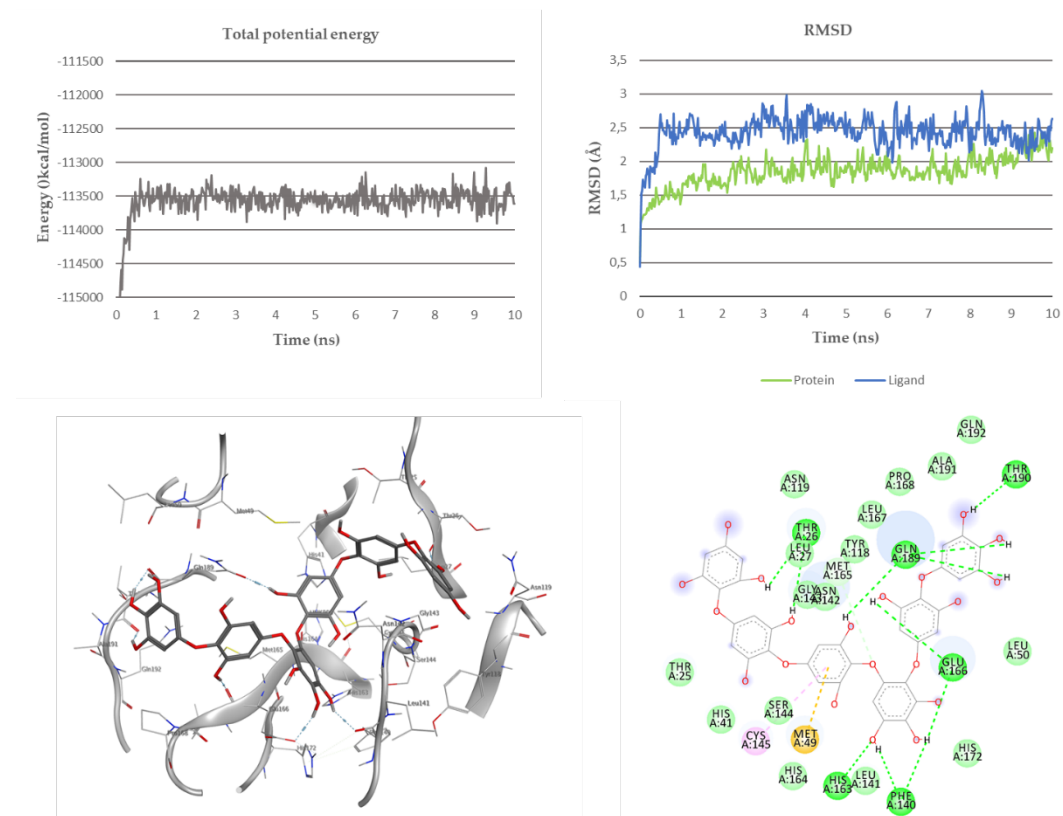 Total potential energy
Energy ()kcal/mol)
-111500
-112000
-112500
-113000
-113500
-114000
-114500
-115000
0 1 2 3 4 5 6 7 8 9 10
Time (ns)
RMSD
RMSD (Å)
3,5
3
2,5
2
1,5
1
0,5
0
0 1 2 3 4 5 6 7 8 9 10
Time (ns)
Protein Ligand
Met49
Thr26
His41
Gln189
Asn119
Gly143
Ser144
Met165
Gln192
Leu141
GLN
A:192
ALA
A:191
THR
A:190
PRO
A:168
ASN
A:119
LEU
A:167
THR
A:26
TYR
A:118
GLN
A:189
LEU
A:27
MET
A:165
GLY
A:143
ASN
A:142
LEU
A:50
GLU
A:166
THR
A:25
SER
A:144
HIS
A:41
CYS
A:145
MET
A:49
HIS
A:172
HIS
A:164
HIS
A:163
LEU
A:141
PHE
A:140